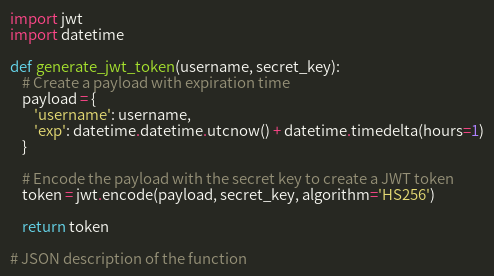 import jwt
import datetime

def generate_jwt_token(username, secret_key):
    # Create a payload with expiration time
    payload = {
        'username': username,
        'exp': datetime.datetime.utcnow() + datetime.timedelta(hours=1)
    }

    # Encode the payload with the secret key to create a JWT token
    token = jwt.encode(payload, secret_key, algorithm='HS256')

    return token

# JSON description of the function